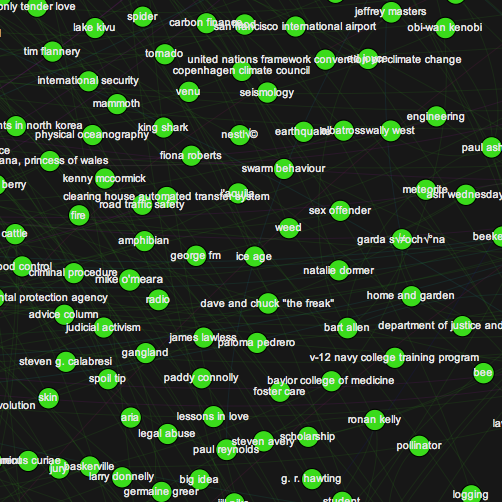 only tender love
spider
jeffrey masters
lake kivu
carbon finance
san francisco international airport
obi-wan kenobi
tim flannery
tornado
united nations framework convention on climate change
copenhagen climate council
international security
venu
seismology
mammoth
engineering
nts in north korea
physical oceanography
king shark
nestlv©
earthquake
albatross
wally west
paul ash
ce
ana, princess of wales
fiona roberts
swarm behaviour
berry
kenny mccormick
meteorite
ash wednesday
clearing house automated transfer system
l'aquila
road traffic safety
sex offender
fire
weed
cattle
amphibian
garda s
beeke
george fm
ice age
ood control
criminal procedure
mike o'meara
natalie dormer
ntal protection agency
radio
dave and chuck "the freak"
home and garden
advice column
judicial activism
bart allen
department of justice and
james lawless
paloma pedrero
gangland
steven g. calabresi
v-12 navy college training program
bee
spoil tip
paddy connolly
baylor college of medicine
foster care
skin
volution
aria
lessons in love
ronan kelly
law
legal abuse
scholarship
steven avery
paul reynolds
pollinator
amicus curiae
jury
baskerville
larry donnelly
big idea
g. r. hawting
germaine greer
logging
student